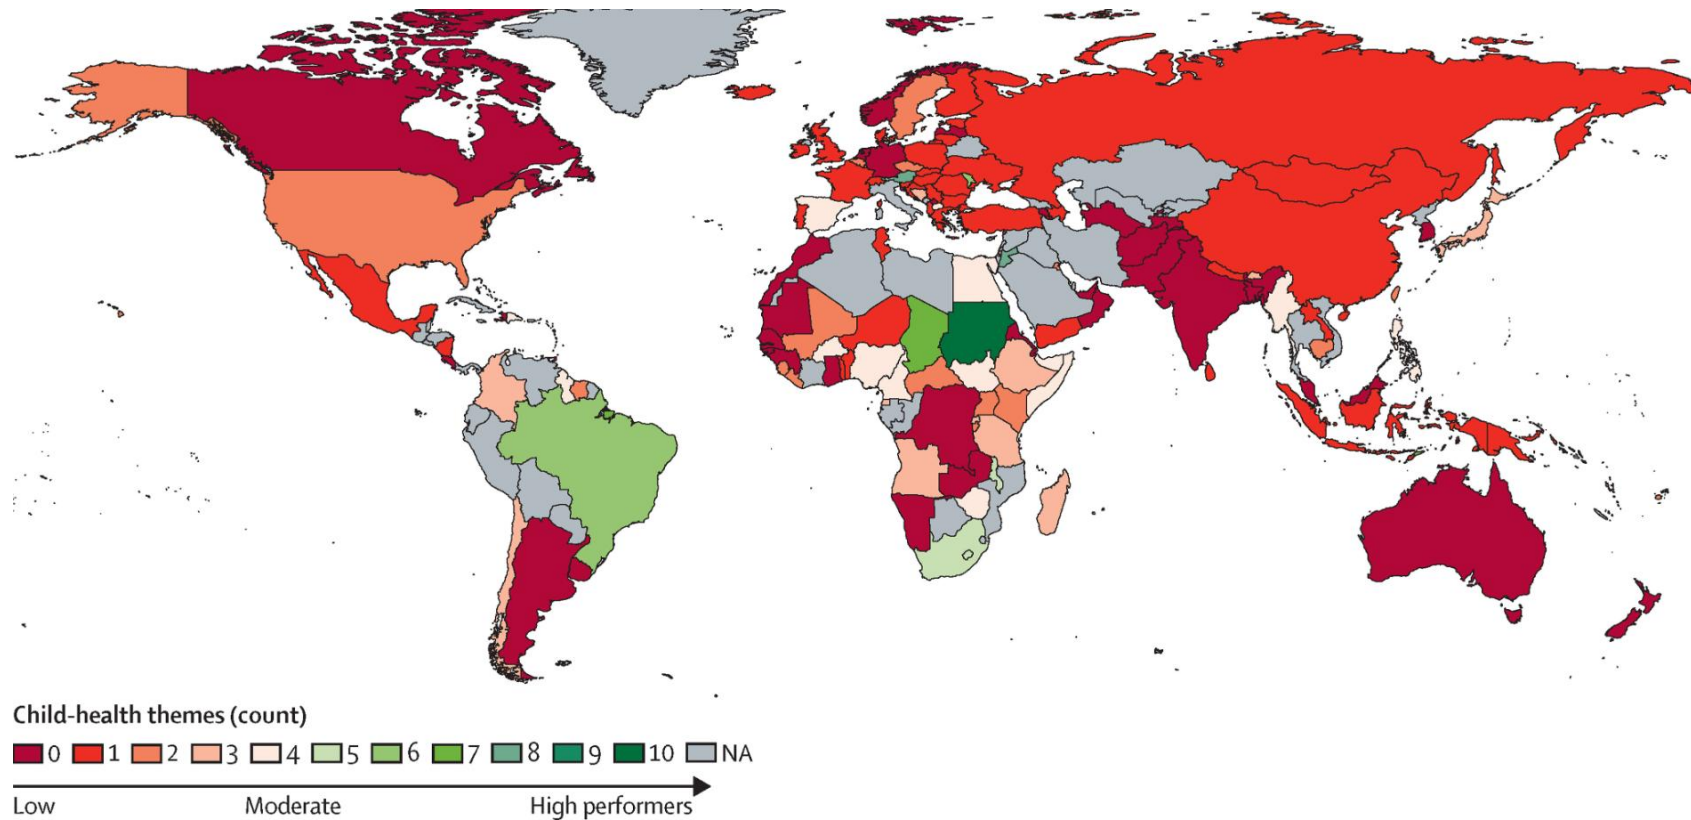 Child-health themes (count)
0 1 2 3 4 5 6 7 8 9 10 NA
Low Moderate High performers